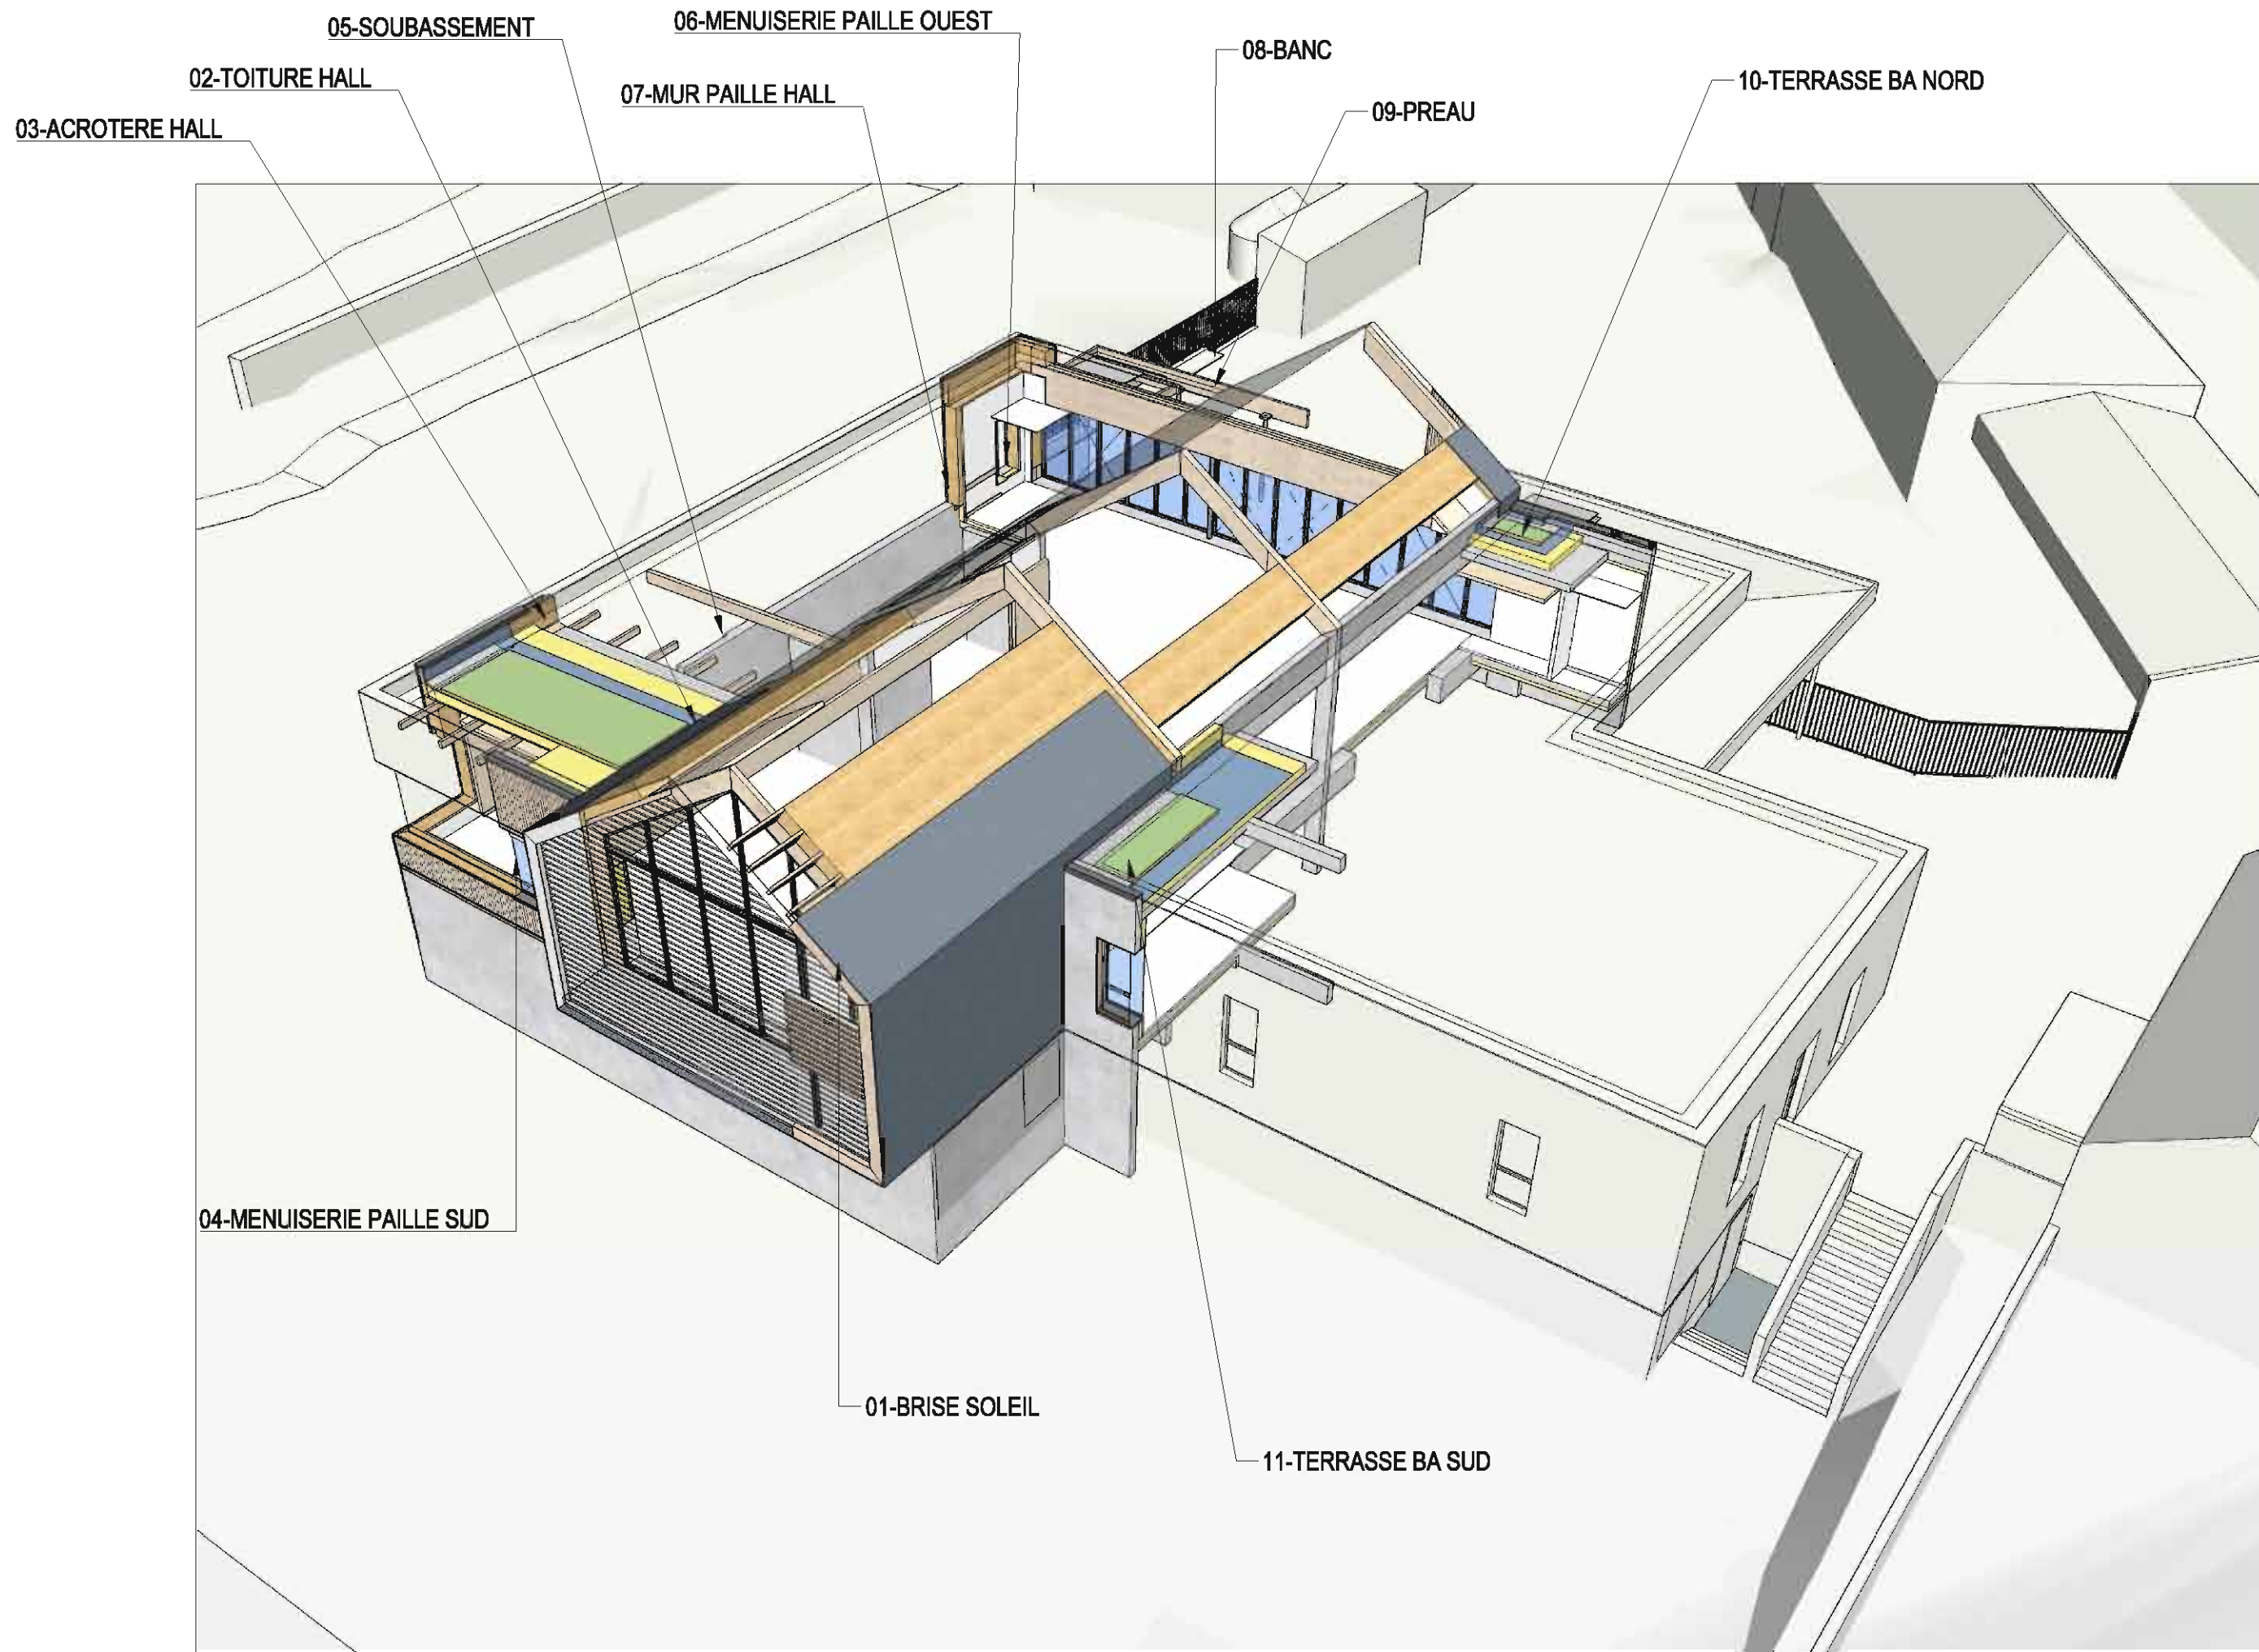 05-SOUBASSEMENT
06-MENUISERIE PAILLE OUEST
08-BANC
02-TOITURE HALL
07-MUR PAILLE HALL
10-TERRASSE BA NORD
09-PREAU
03-ACROTERE HALL
04-MENUISERIE PAILLE SUD
01-BRISE SOLEIL
11-TERRASSE BA SUD